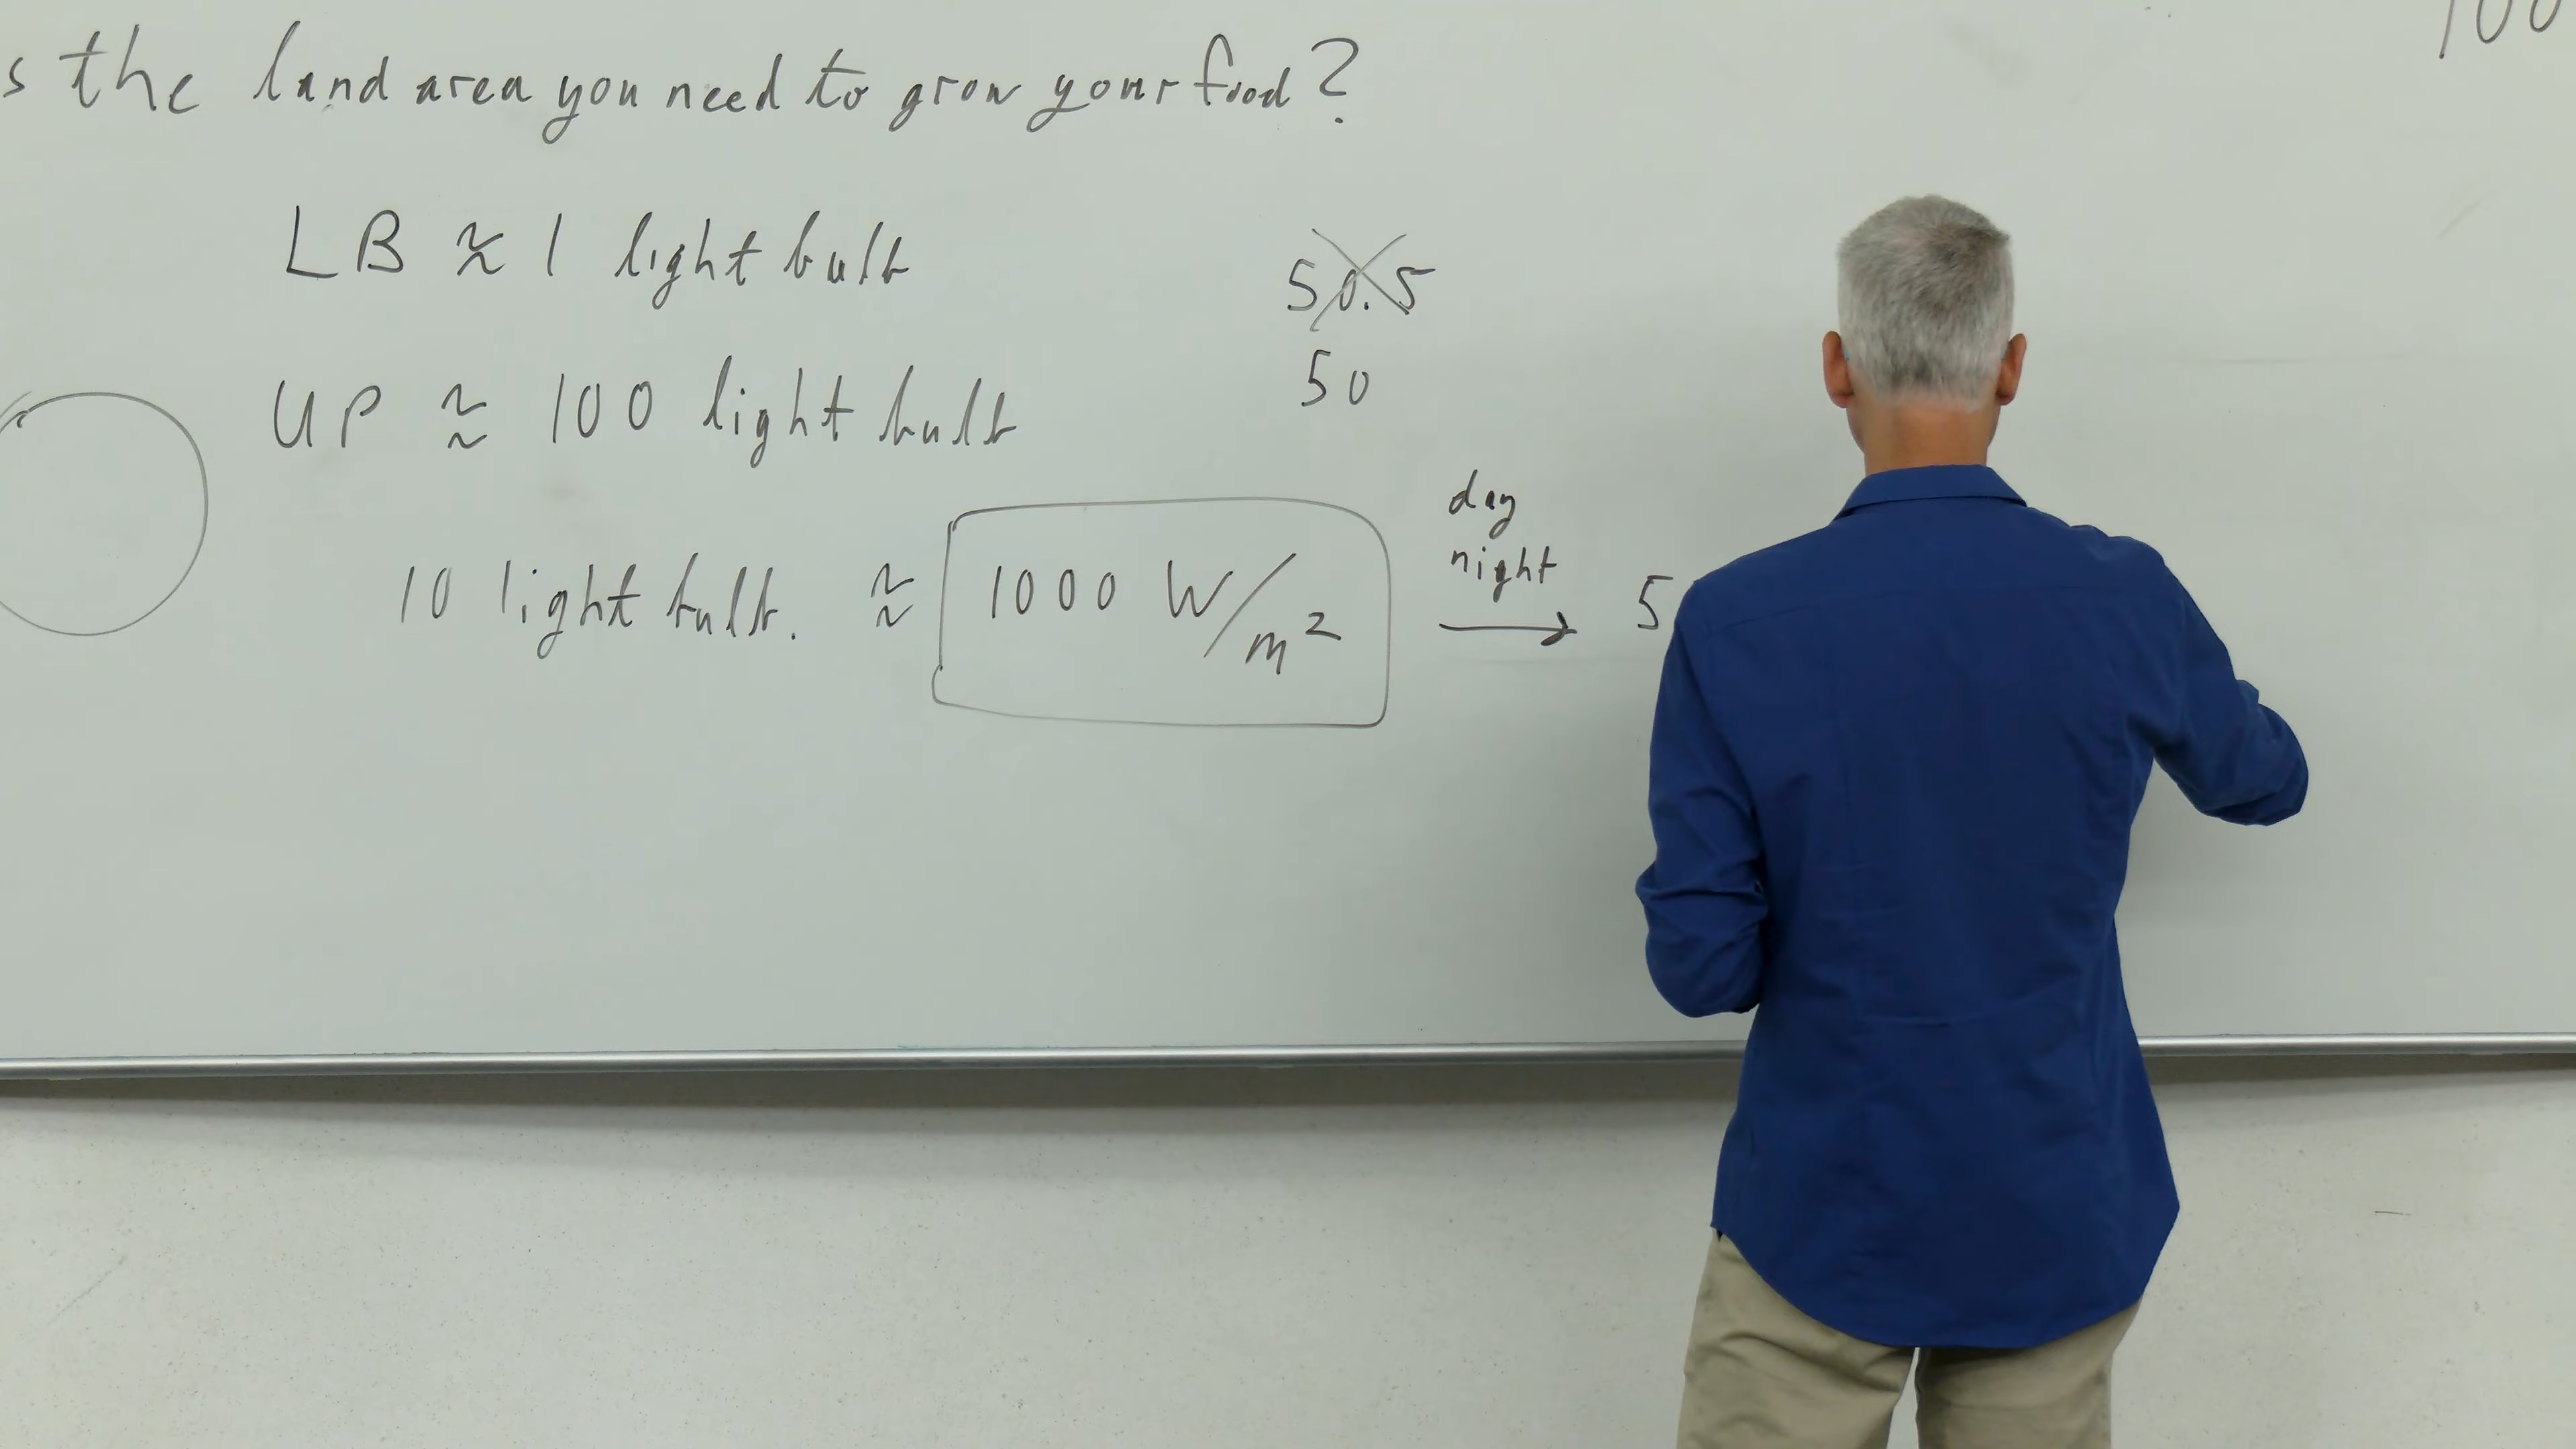 s the land area you need to grow your food?
100
LB ≈ 1 light bulb
50.5
UP ≈ 100 light bulb
50
10 light bulb. ≈ 1000 W/m²
day
night
→ 5